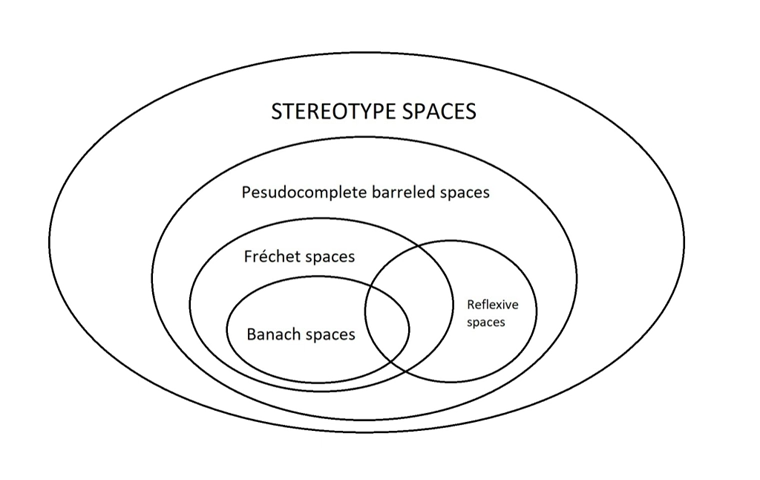 STEREOTYPE SPACES
Pesudocomplete barreled spaces
Fréchet spaces
Reflexive
spaces
Banach spaces